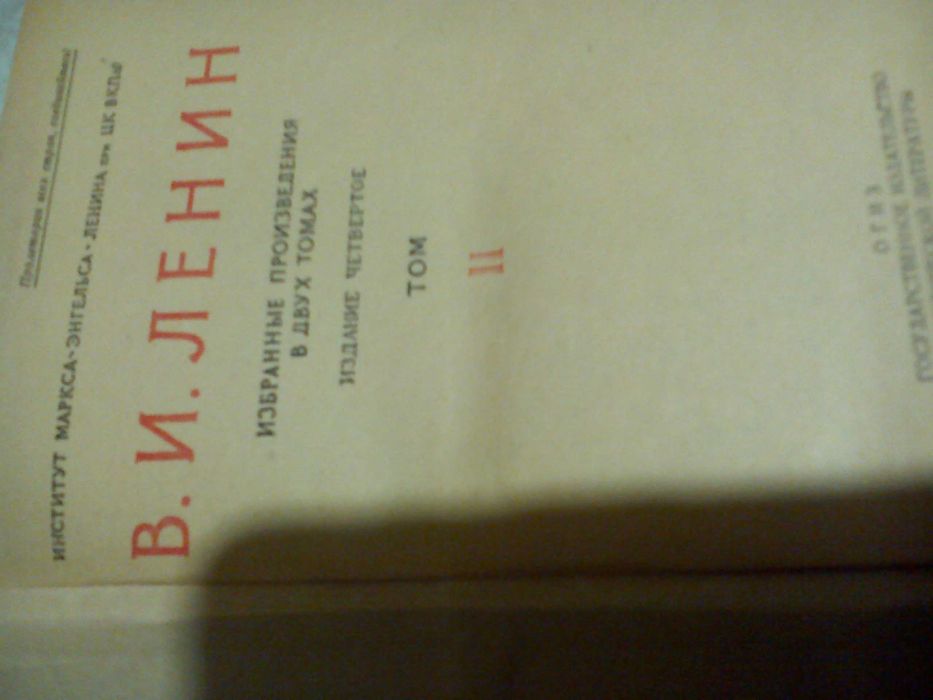 Пролетарии всех стран, соединяйтесь!
ИНСТИТУТ МАРКСА-ЭНГЕЛЬСА-ЛЕНИНА при ЦК ВКП(б)
В. И. ЛЕНИН
ИЗБРАННЫЕ ПРОИЗВЕДЕНИЯ
В ДВУХ ТОМАХ
ИЗДАНИЕ ЧЕТВЕРТОЕ
ТОМ
II
ОГИЗ
ГОСУДАРСТВЕННОЕ ИЗДАТЕЛЬСТВО
ЛИТЕРАТУРЫ